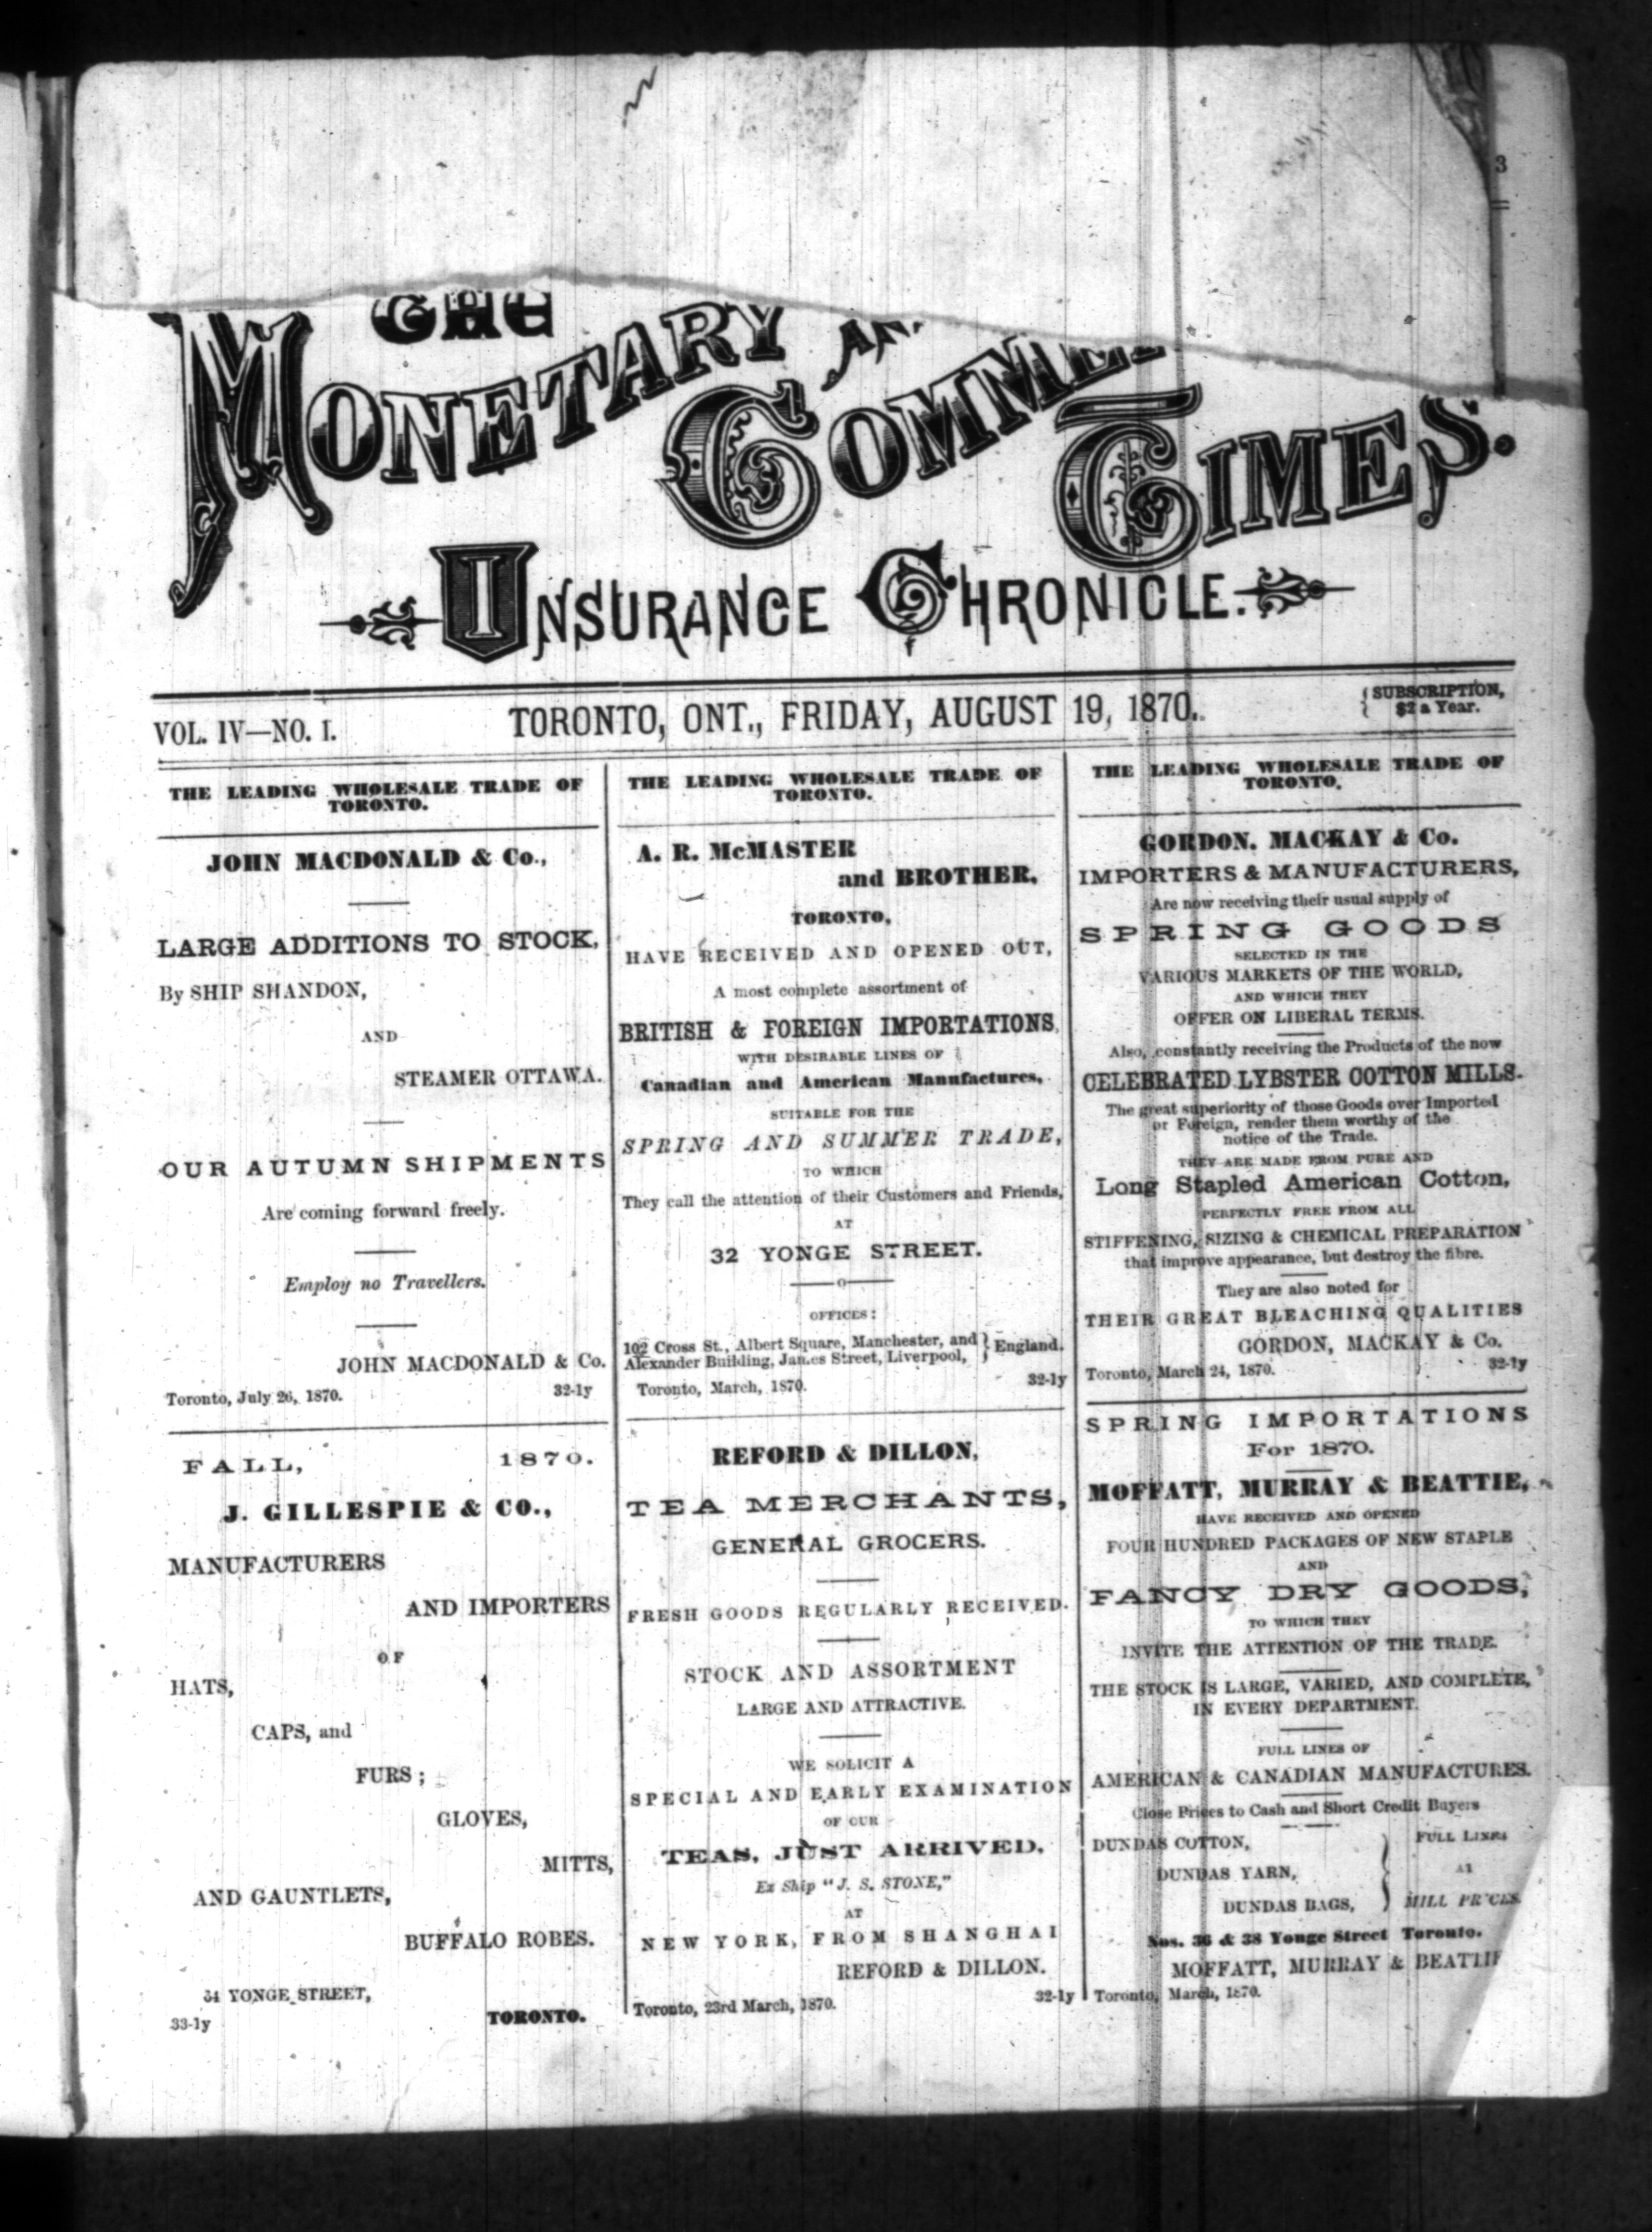 3
THE
MONETARY AN
COMME
TIMES.
INSURANCE CHRONICLE.
VOL. IV—NO. I.
TORONTO, ONT., FRIDAY, AUGUST 19, 1870.
SUBSCRIPTION,
$2 a Year.
THE LEADING WHOLESALE TRADE OF
TORONTO.
JOHN MACDONALD & Co.,
LARGE ADDITIONS TO STOCK,
By SHIP SHANDON,
AND
STEAMER OTTAWA.
OUR AUTUMN SHIPMENTS
Are coming forward freely.
Employ no Travellers.
JOHN MACDONALD & Co.
Toronto, July 26, 1870. 32-1y
FALL, 1870.
J. GILLESPIE & CO.,
MANUFACTURERS
AND IMPORTERS
OF
HATS,
CAPS, and
FURS;
GLOVES,
MITTS,
AND GAUNTLETS,
BUFFALO ROBES.
34 YONGE STREET,
TORONTO.
33-1y
THE LEADING WHOLESALE TRADE OF
TORONTO.
A. R. McMASTER
and BROTHER,
TORONTO,
HAVE RECEIVED AND OPENED OUT,
A most complete assortment of
BRITISH & FOREIGN IMPORTATIONS,
WITH DESIRABLE LINES OF
Canadian and American Manufactures,
SUITABLE FOR THE
SPRING AND SUMMER TRADE,
TO WHICH
They call the attention of their Customers and Friends,
AT
32 YONGE STREET.
OFFICES:
102 Cross St., Albert Square, Manchester, and
Alexander Building, James Street, Liverpool, } England.
Toronto, March, 1870. 32-1y
REFORD & DILLON,
TEA MERCHANTS,
GENERAL GROCERS.
FRESH GOODS REGULARLY RECEIVED.
STOCK AND ASSORTMENT
LARGE AND ATTRACTIVE.
WE SOLICIT A
SPECIAL AND EARLY EXAMINATION
OF OUR
TEAS, JUST ARRIVED,
Ex Ship "J. S. STONE,"
AT
NEW YORK, FROM SHANGHAI
REFORD & DILLON.
Toronto, 23rd March, 1870. 32-1y
THE LEADING WHOLESALE TRADE OF
TORONTO.
GORDON, MACKAY & Co.
IMPORTERS & MANUFACTURERS,
Are now receiving their usual supply of
SPRING GOODS
SELECTED IN THE
VARIOUS MARKETS OF THE WORLD,
AND WHICH THEY
OFFER ON LIBERAL TERMS.
Also, constantly receiving the Products of the now
CELEBRATED LYBSTER COTTON MILLS.
The great superiority of those Goods over Imported
or Foreign, render them worthy of the
notice of the Trade.
THEY ARE MADE FROM PURE AND
Long Stapled American Cotton,
PERFECTLY FREE FROM ALL
STIFFENING, SIZING & CHEMICAL PREPARATION
that improve appearance, but destroy the fibre.
They are also noted for
THEIR GREAT BLEACHING QUALITIES
GORDON, MACKAY & Co.
Toronto, March 24, 1870. 32-1y
SPRING IMPORTATIONS
For 1870.
MOFFATT, MURRAY & BEATTIE,
HAVE RECEIVED AND OPENED
FOUR HUNDRED PACKAGES OF NEW STAPLE
AND
FANCY DRY GOODS,
TO WHICH THEY
INVITE THE ATTENTION OF THE TRADE.
THE STOCK IS LARGE, VARIED, AND COMPLETE,
IN EVERY DEPARTMENT.
FULL LINES OF
AMERICAN & CANADIAN MANUFACTURES.
Close Prices to Cash and Short Credit Buyers
DUNDAS COTTON, FULL LINES
DUNDAS YARN, AT
DUNDAS BAGS, MILL PRICES.
Nos. 36 & 38 Yonge Street Toronto.
MOFFATT, MURRAY & BEATTIE
Toronto, March, 1870.